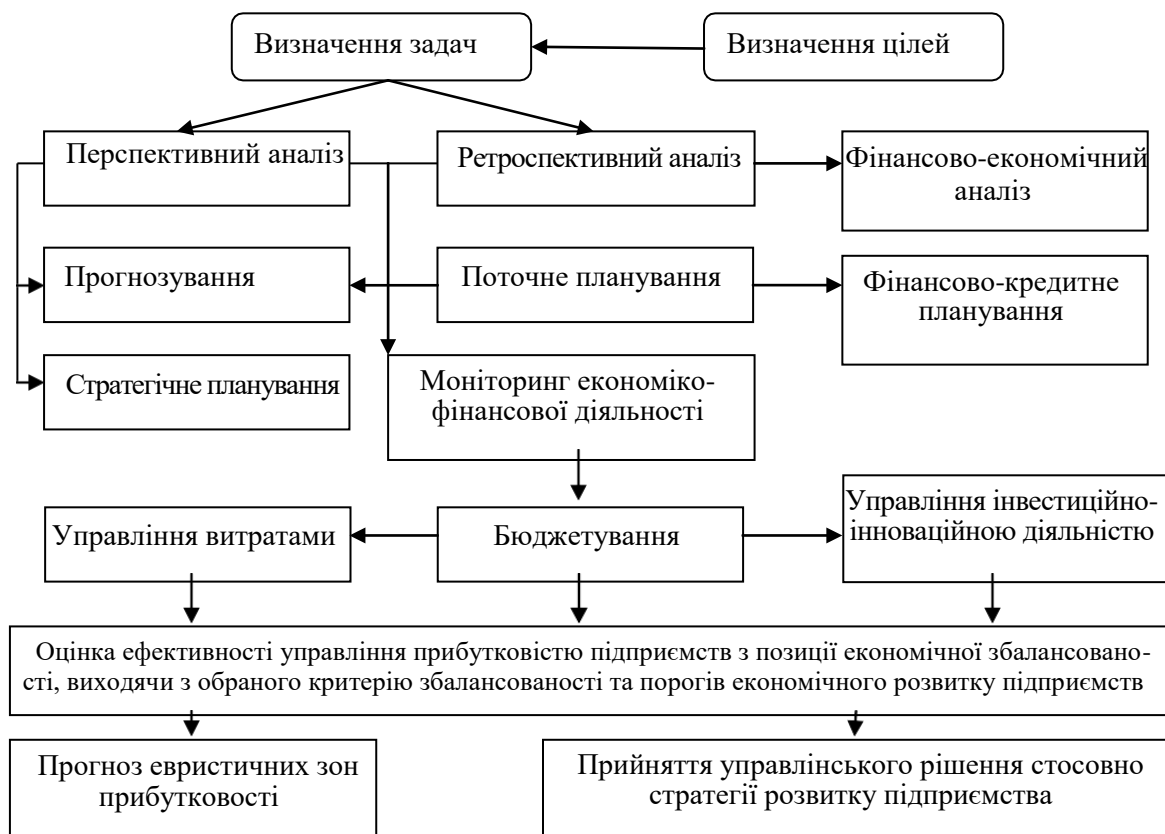 Визначення задач
Визначення цілей
Перспективний аналіз
Ретроспективний аналіз
Фінансово-економічний
аналіз
Прогнозування
Поточне планування
Фінансово-кредитне
планування
Стратегічне планування
Моніторинг економіко-
фінансової діяльності
Управління витратами
Бюджетування
Управління інвестиційно-
інноваційною діяльністю
Оцінка ефективності управління прибутковістю підприємств з позиції економічної збалансовано-
сті, виходячи з обраного критерію збалансованості та порогів економічного розвитку підприємств
Прогноз евристичних зон
прибутковості
Прийняття управлінського рішення стосовно
стратегії розвитку підприємства